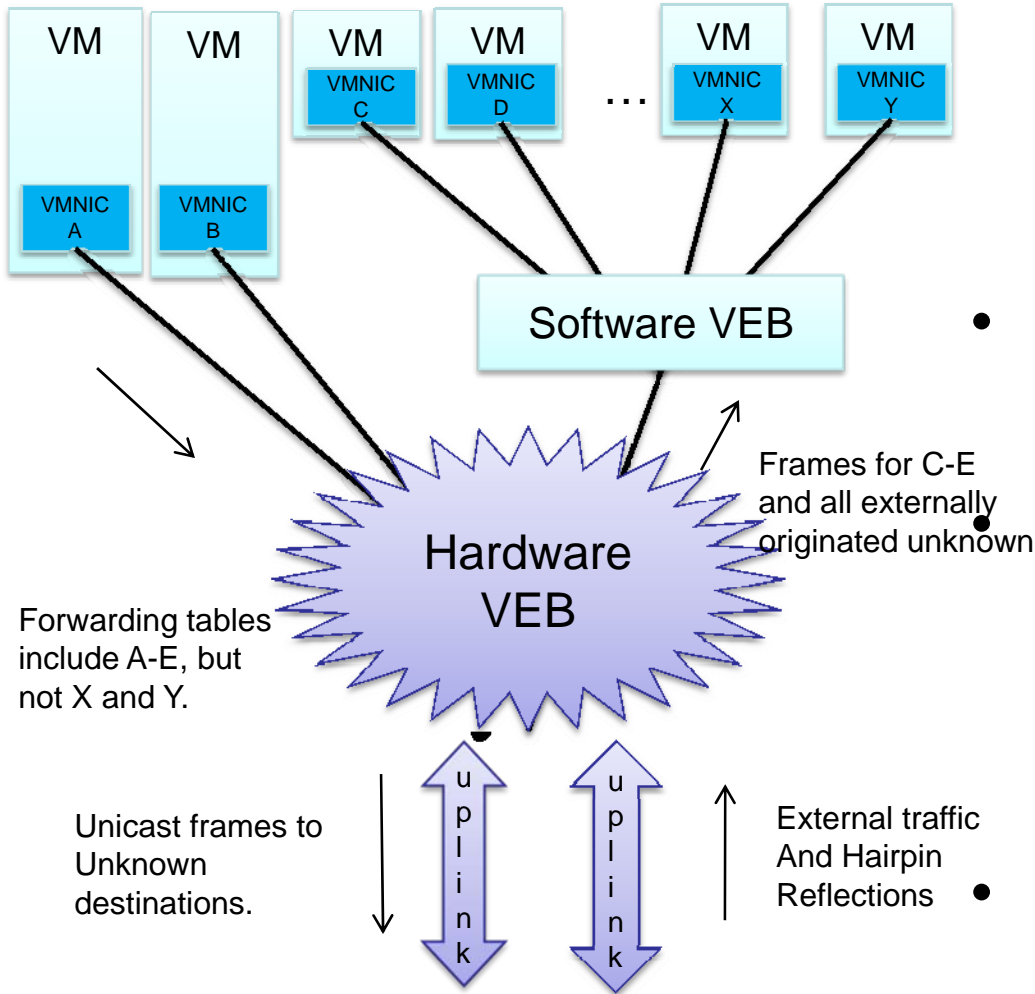 VM
VM
VM
VM
VM
VM
VMNIC
C
VMNIC
D
…
VMNIC
X
VMNIC
Y
VMNIC
A
VMNIC
B
Software VEB
Frames for C-E
and all externally
originated unknown
Hardware
VEB
Forwarding tables
include A-E, but
not X and Y.
Unicast frames to
Unknown
destinations.
uplink
uplink
External traffic
And Hairpin
Reflections